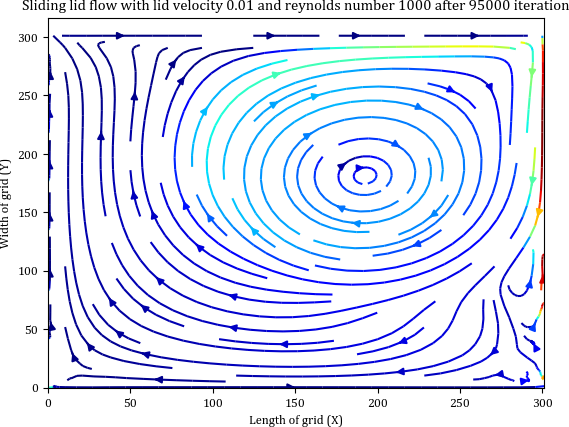 Sliding lid flow with lid velocity 0.01 and reynolds number 1000 after 95000 iteration
300
250
200
150
100
50
0
Width of grid (Y)
0 50 100 150 200 250 300
Length of grid (X)